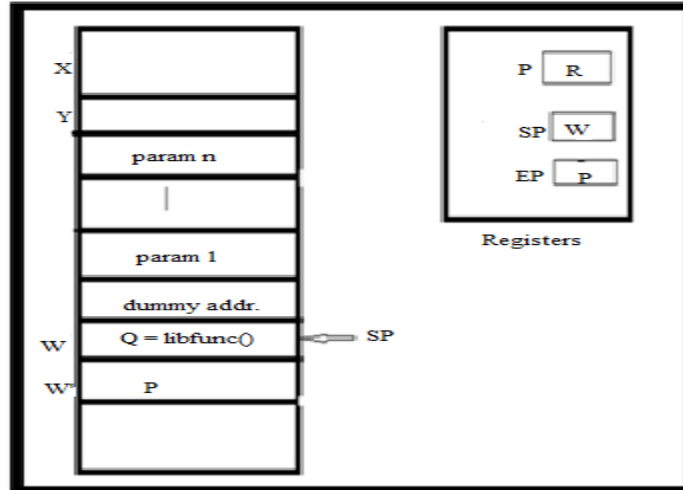 X
Y
param n
param 1
dummy addr.
W
Q = libfunc()
SP
W'
P
P
R
SP
W
EP
P
Registers